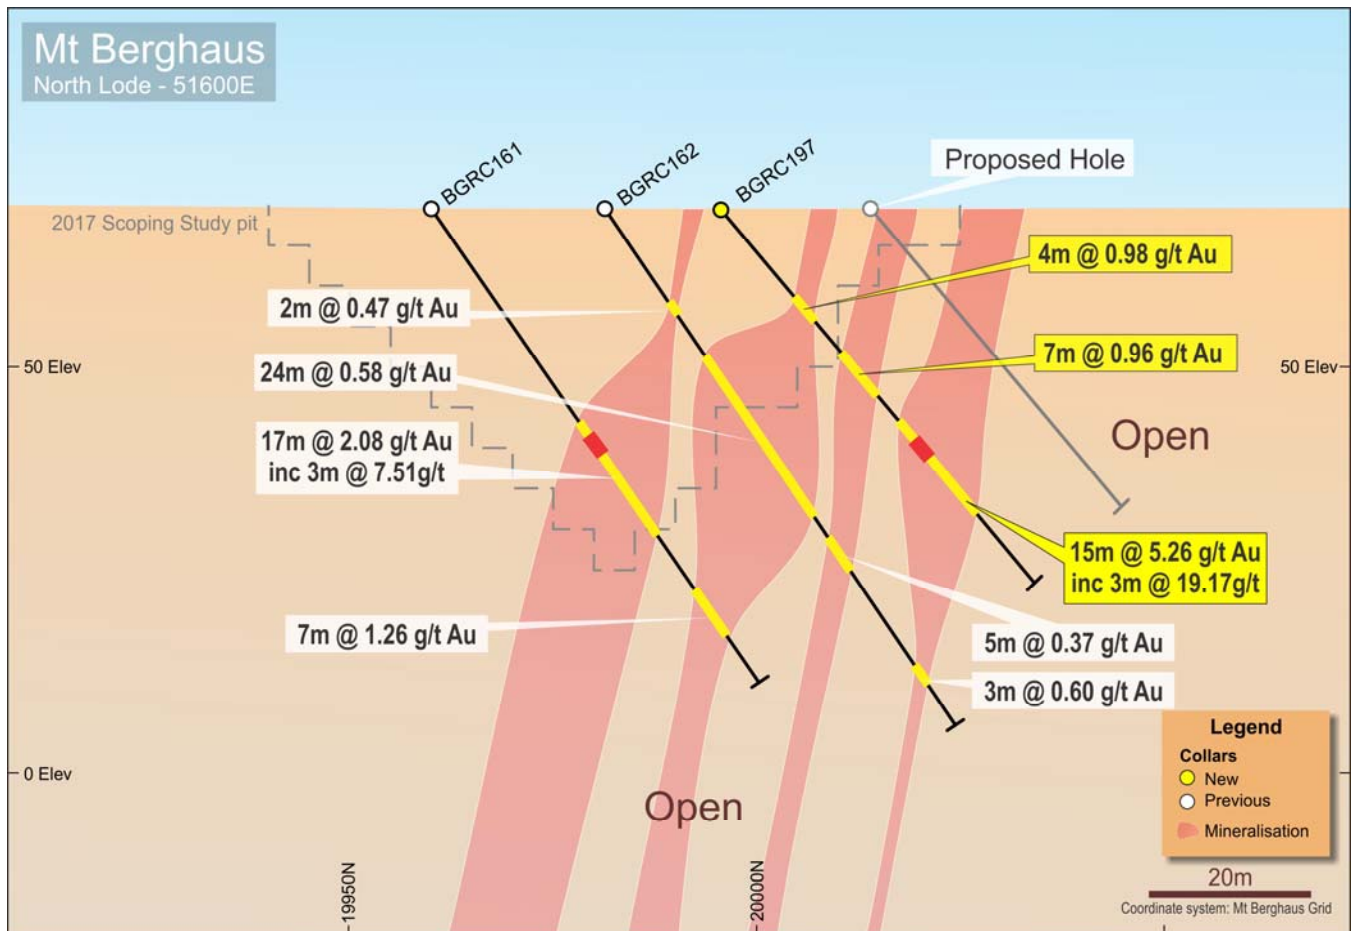 Mt Berghaus
North Lode - 51600E
BGRC161
BGRC162
BGRC197
Proposed Hole
2017 Scoping Study pit
4m @ 0.98 g/t Au
2m @ 0.47 g/t Au
7m @ 0.96 g/t Au
50 Elev
50 Elev
24m @ 0.58 g/t Au
Open
17m @ 2.08 g/t Au
inc 3m @ 7.51g/t
15m @ 5.26 g/t Au
inc 3m @ 19.17g/t
7m @ 1.26 g/t Au
5m @ 0.37 g/t Au
3m @ 0.60 g/t Au
0 Elev
Open
Legend
Collars
New
Previous
Mineralisation
19950N
20000N
20m
Coordinate system: Mt Berghaus Grid